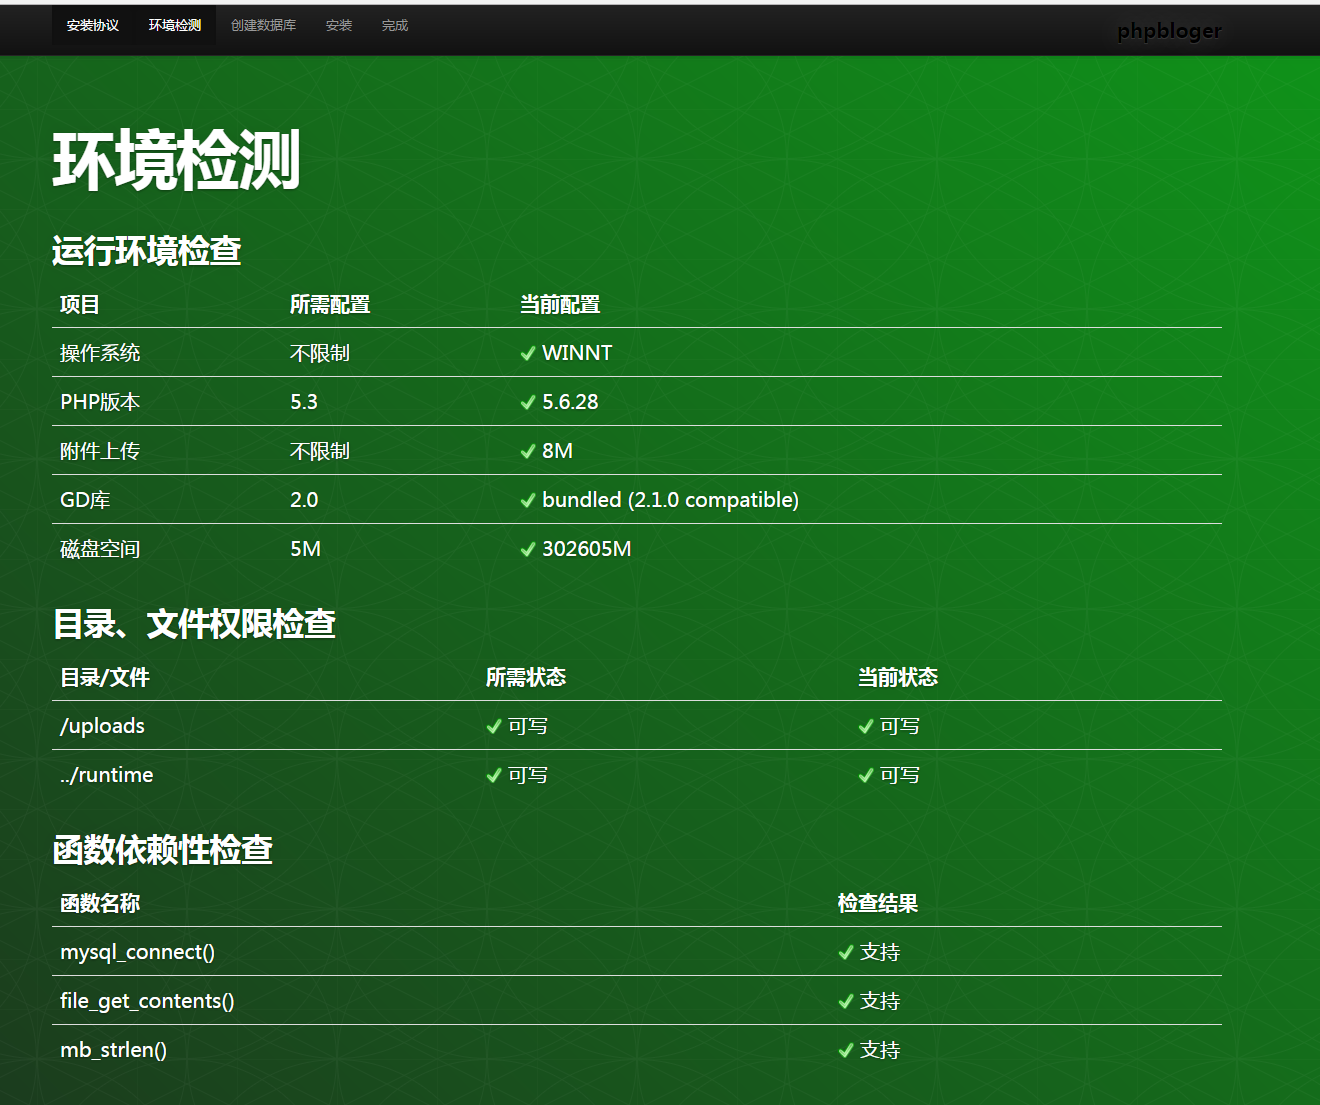 安装协议 环境检测 创建数据库 安装 完成 phpbloger
环境检测
运行环境检查
项目 所需配置 当前配置
操作系统 不限制 WINNT
PHP版本 5.3 5.6.28
附件上传 不限制 8M
GD库 2.0 bundled (2.1.0 compatible)
磁盘空间 5M 302605M
目录、文件权限检查
目录/文件 所需状态 当前状态
/uploads 可写 可写
../runtime 可写 可写
函数依赖性检查
函数名称 检查结果
mysql_connect() 支持
file_get_contents() 支持
mb_strlen() 支持